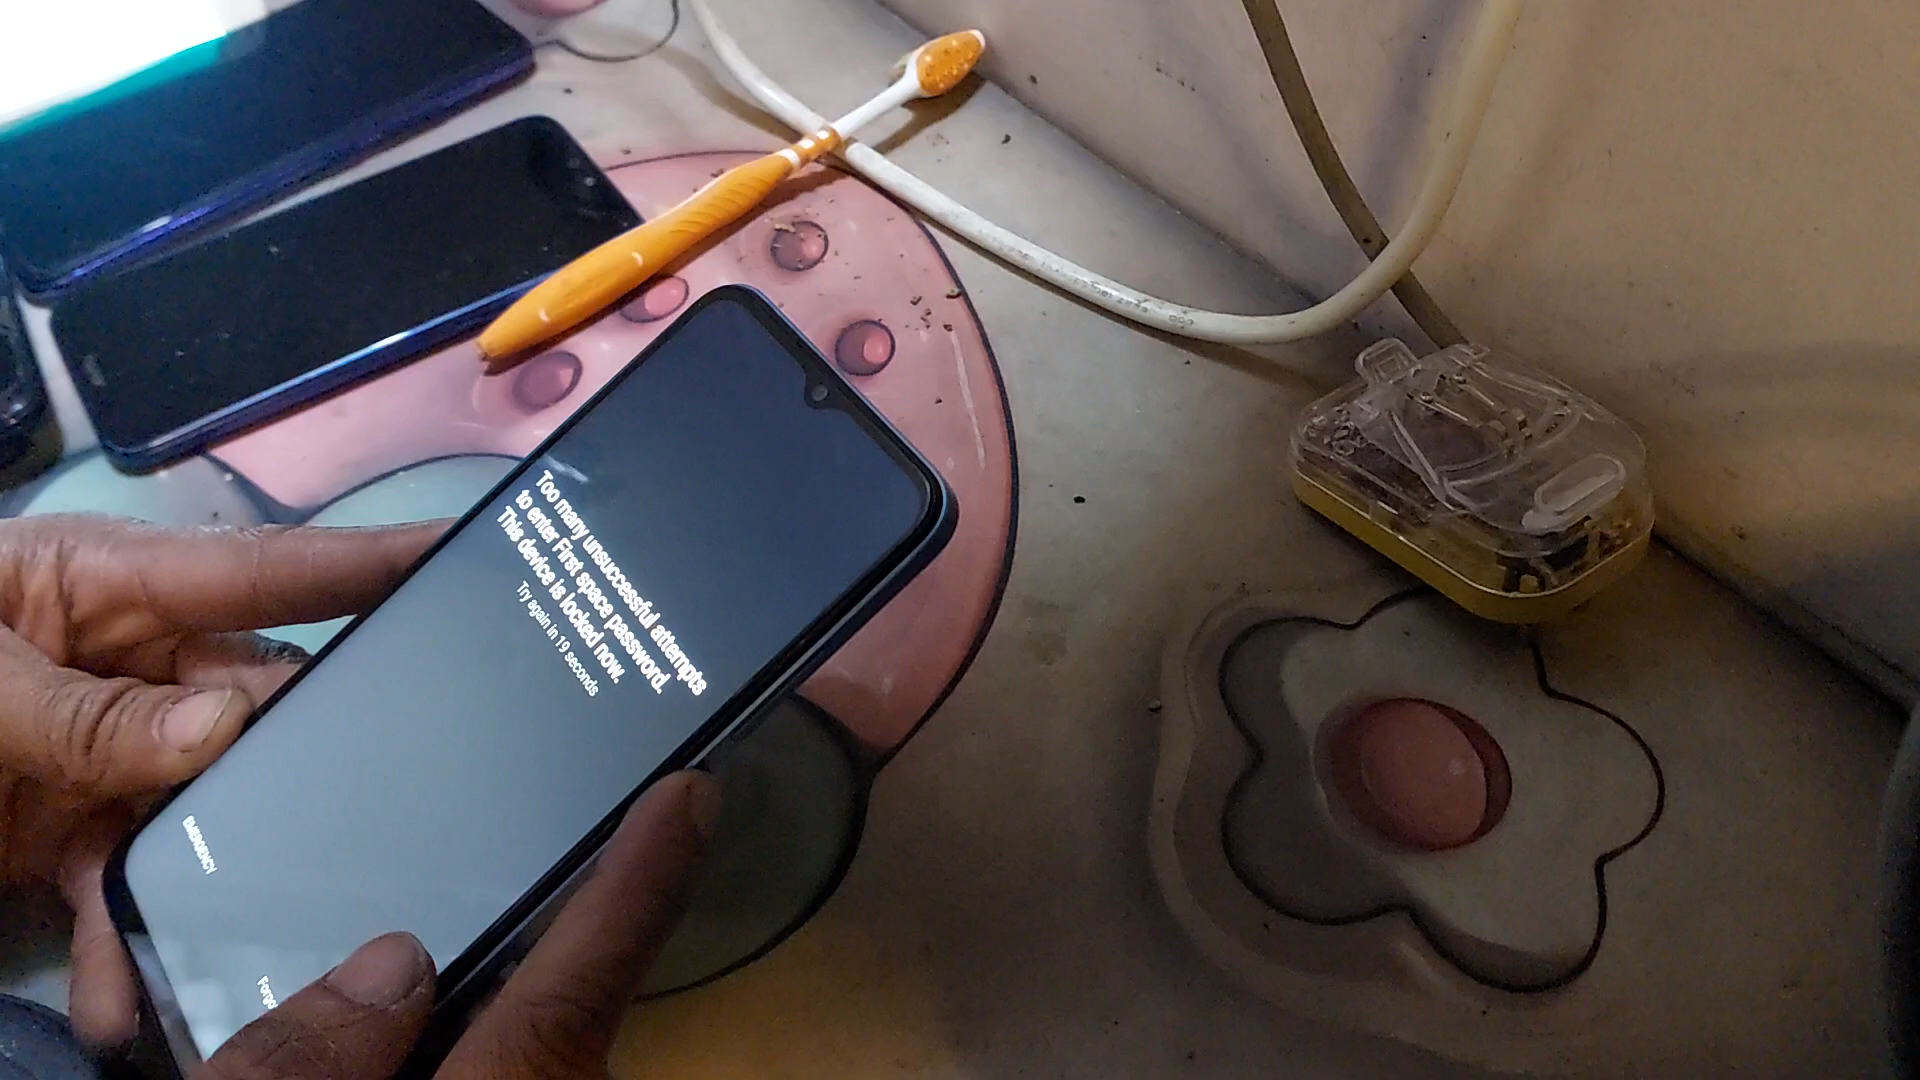 Too many unsuccessful attempts
to enter First space password.
This device is locked now.
Try again in 19 seconds
EMERGENCY